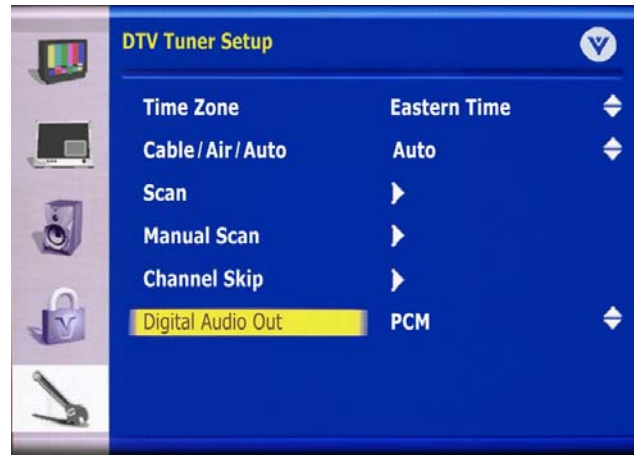 DTV Tuner Setup
V
Time Zone Eastern Time
Cable/Air/Auto Auto
Scan
Manual Scan
Channel Skip
V
Digital Audio Out PCM